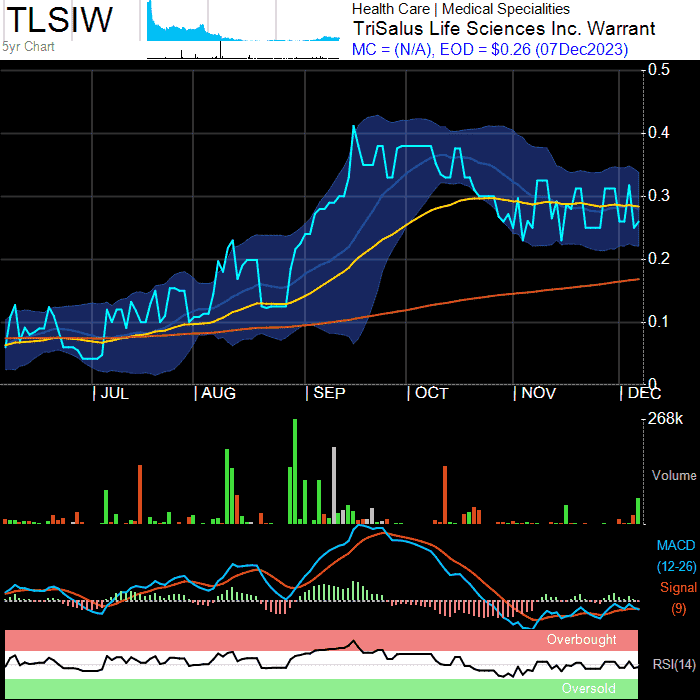 TLSIW
5yr Chart
Health Care | Medical Specialities
TriSalus Life Sciences Inc. Warrant
MC = (N/A), EOD = $0.26 (07Dec2023)
0.5
0.4
0.3
0.2
0.1
0
JUL
AUG
SEP
OCT
NOV
DEC
268k
Volume
MACD
(12-26)
Signal
(9)
Overbought
RSI(14)
Oversold